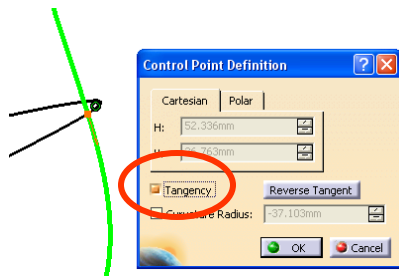 Control Point Definition
Cartesian Polar
H: 52.336mm
Tangency Reverse Tangent
Curvature Radius: -37.103mm
OK Cancel